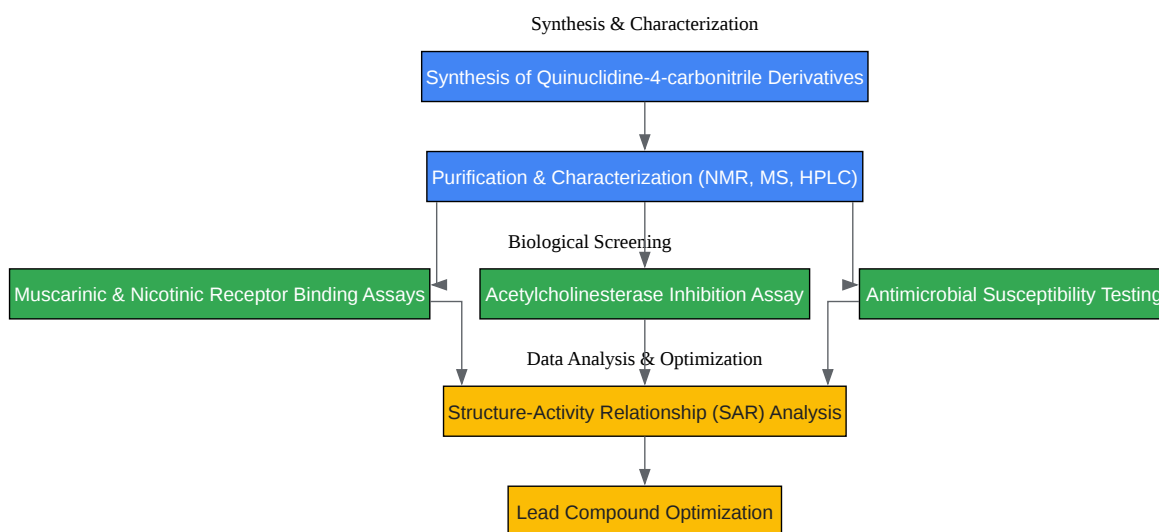 Synthesis & Characterization
Synthesis of Quinuclidine-4-carbonitrile Derivatives
Purification & Characterization (NMR, MS, HPLC)
Biological Screening
Muscarinic & Nicotinic Receptor Binding Assays
Acetylcholinesterase Inhibition Assay
Antimicrobial Susceptibility Testing
Data Analysis & Optimization
Structure-Activity Relationship (SAR) Analysis
Lead Compound Optimization